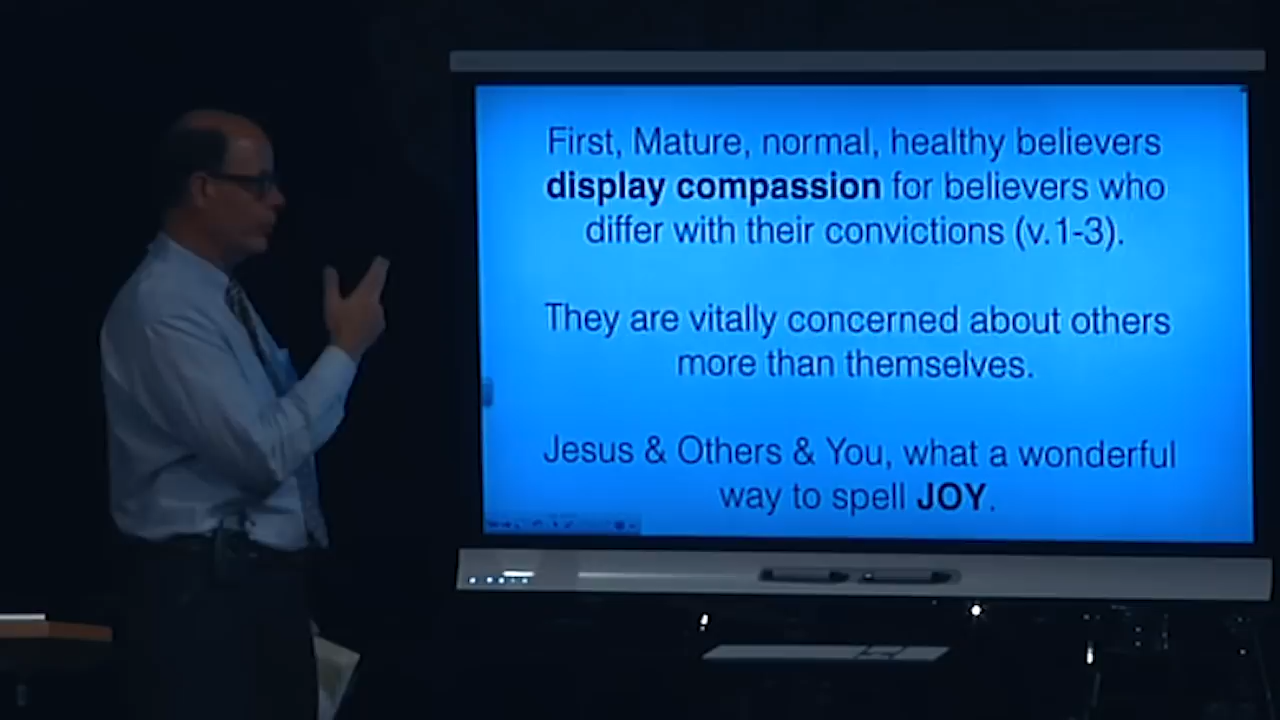 First, Mature, normal, healthy believers
display compassion for believers who
differ with their convictions (v.1-3).
They are vitally concerned about others
more than themselves.
Jesus & Others & You, what a wonderful
way to spell JOY.